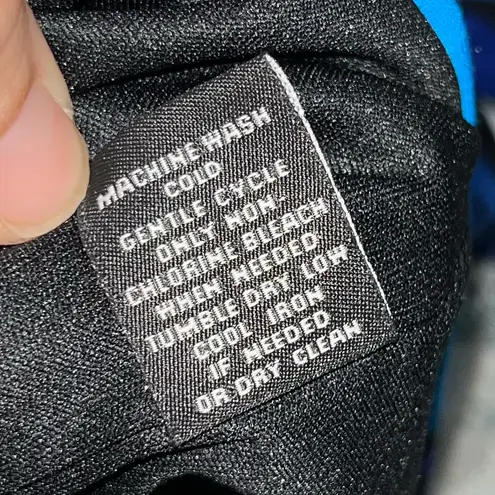 MACHINE WASH
COLD
GENTLE CYCLE
ONLY NON.
CHLORINE BLEACH
WHEN NEEDED
TUMBLE DRY LOW
COOL IRON
IF NEEDED
OR DRY CLEAN